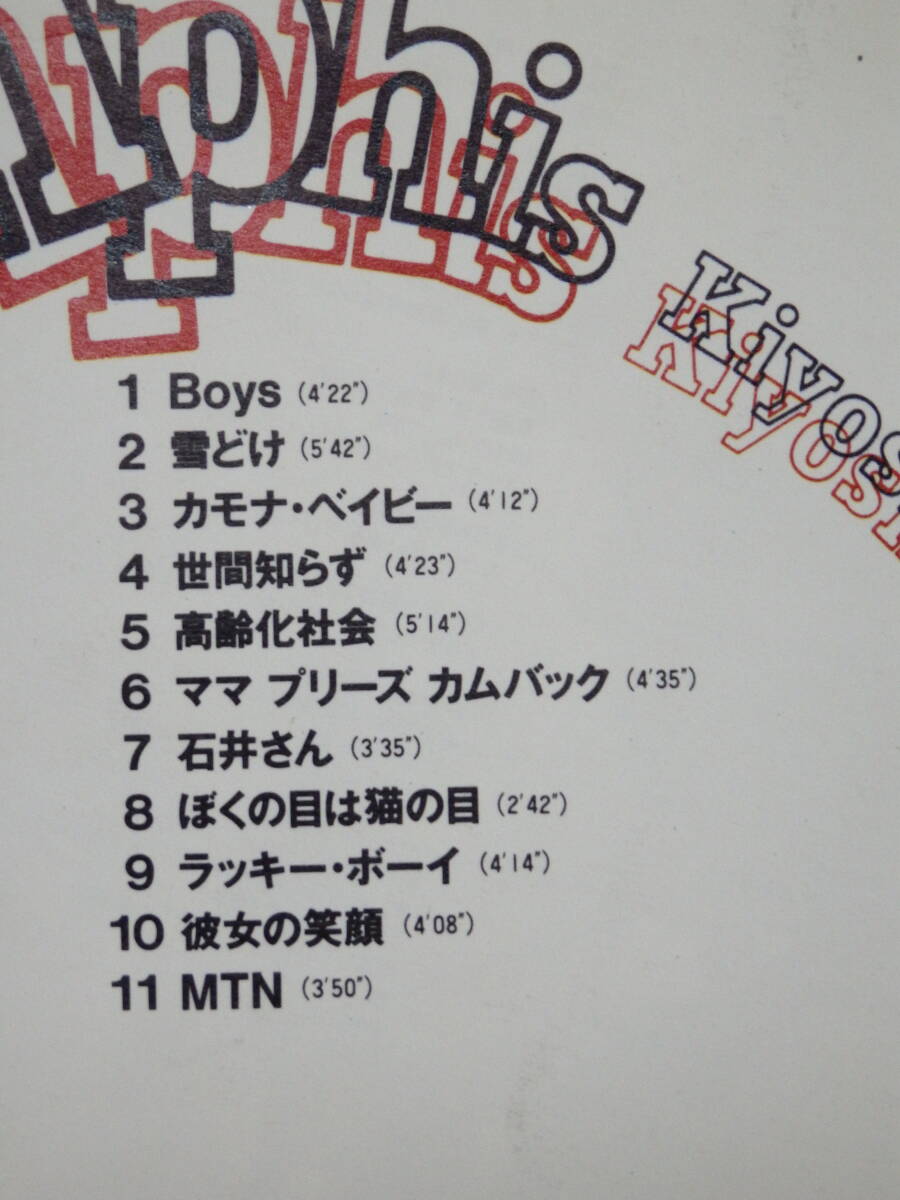 mphis
Kiyos
1 Boys (4'22")
2 雪どけ (5'42")
3 カモナ・ベイビー (4'12")
4 世間知らず (4'23")
5 高齢化社会 (5'14")
6 ママ プリーズ カムバック (4'35")
7 石井さん (3'35")
8 ぼくの目は猫の目 (2'42")
9 ラッキー・ボーイ (4'14")
10 彼女の笑顔 (4'08")
11 MTN (3'50")